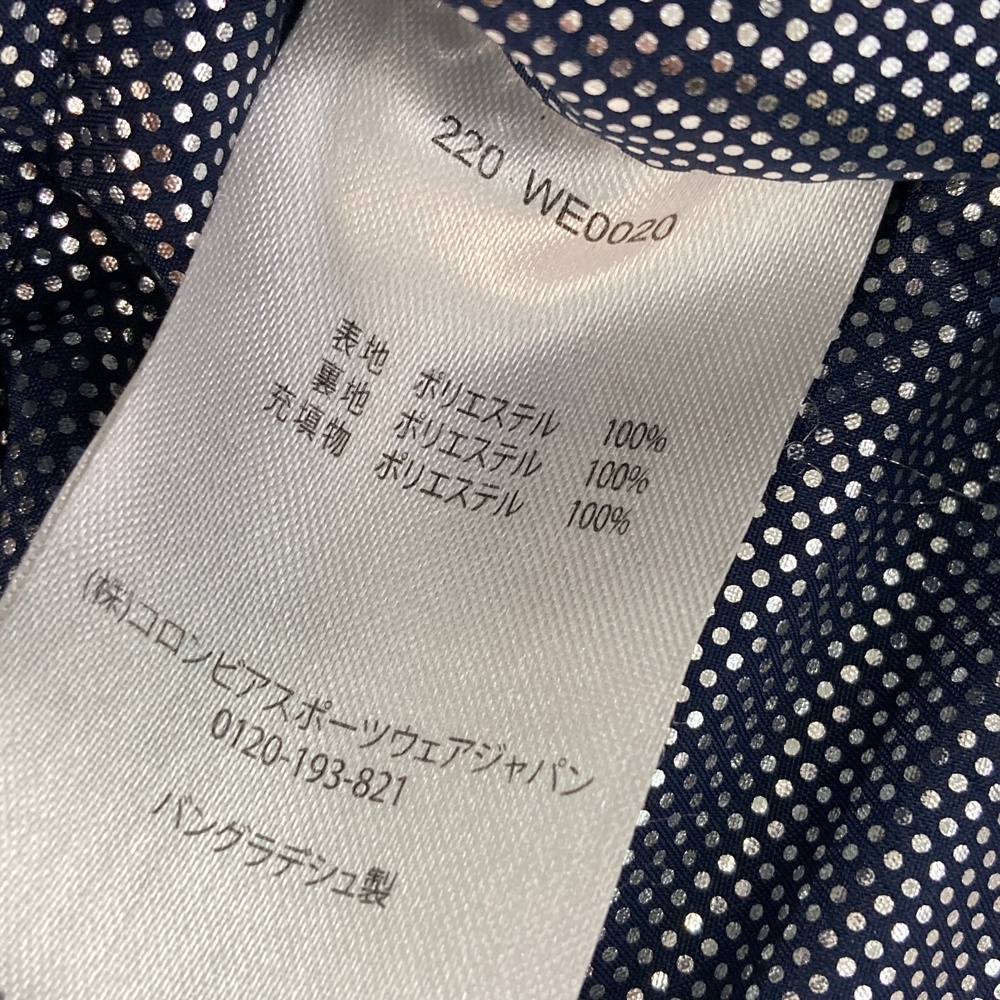 220 WE0020
表地 ポリエステル 100%
裏地 ポリエステル 100%
充填物 ポリエステル 100%
(株)コロンビアスポーツウェアジャパン
0120-193-821
バングラデシュ製